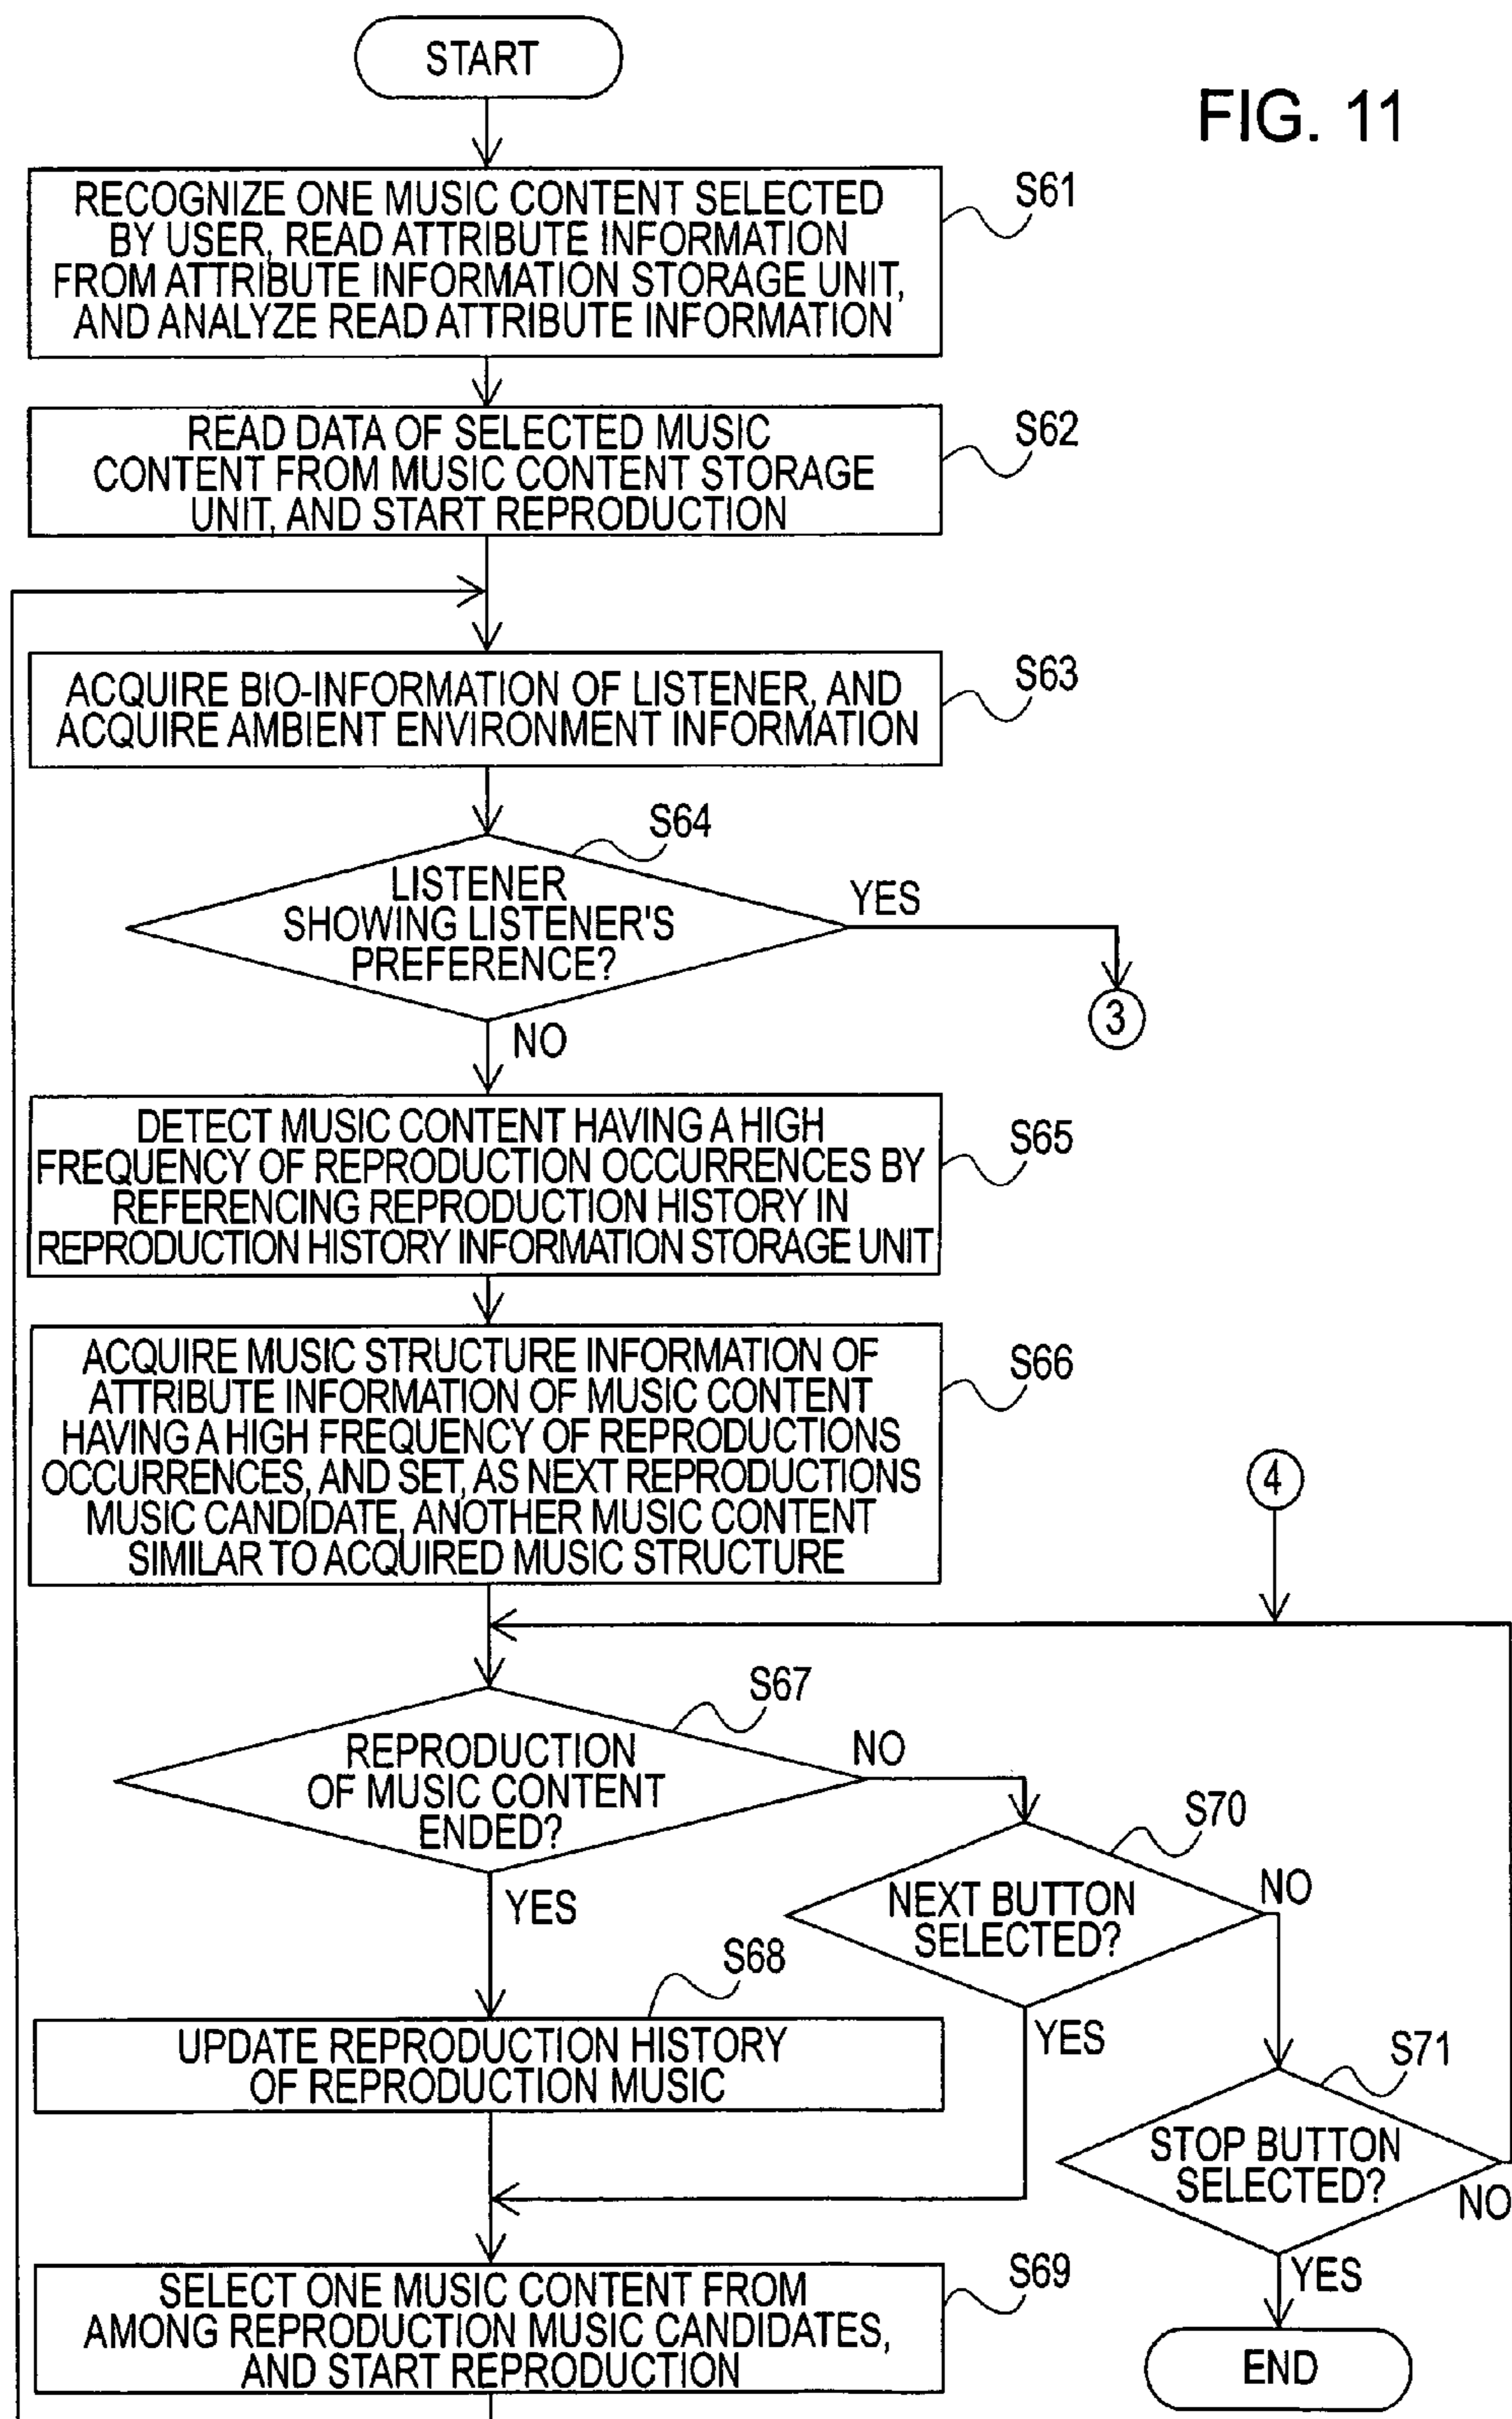 START
FIG. 11
RECOGNIZE ONE MUSIC CONTENT SELECTED
BY USER, READ ATTRIBUTE INFORMATION
FROM ATTRIBUTE INFORMATION STORAGE UNIT,
AND ANALYZE READ ATTRIBUTE INFORMATION
S61
READ DATA OF SELECTED MUSIC
CONTENT FROM MUSIC CONTENT STORAGE
UNIT, AND START REPRODUCTION
S62
ACQUIRE BIO-INFORMATION OF LISTENER, AND
ACQUIRE AMBIENT ENVIRONMENT INFORMATION
S63
S64
LISTENER
SHOWING LISTENER'S
PREFERENCE?
YES
3
NO
DETECT MUSIC CONTENT HAVING A HIGH
FREQUENCY OF REPRODUCTION OCCURRENCES BY
REFERENCING REPRODUCTION HISTORY IN
REPRODUCTION HISTORY INFORMATION STORAGE UNIT
S65
ACQUIRE MUSIC STRUCTURE INFORMATION OF
ATTRIBUTE INFORMATION OF MUSIC CONTENT
HAVING A HIGH FREQUENCY OF REPRODUCTIONS
OCCURRENCES, AND SET, AS NEXT REPRODUCTIONS
MUSIC CANDIDATE, ANOTHER MUSIC CONTENT
SIMILAR TO ACQUIRED MUSIC STRUCTURE
S66
4
S67
REPRODUCTION
OF MUSIC CONTENT
ENDED?
NO
YES
S70
NEXT BUTTON
SELECTED?
NO
YES
S68
UPDATE REPRODUCTION HISTORY
OF REPRODUCTION MUSIC
S71
STOP BUTTON
SELECTED?
NO
YES
SELECT ONE MUSIC CONTENT FROM
AMONG REPRODUCTION MUSIC CANDIDATES,
AND START REPRODUCTION
S69
END